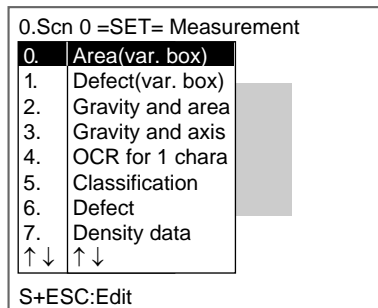 0.Scn 0 =SET= Measurement
0. Area(var. box)
1. Defect(var. box)
2. Gravity and area
3. Gravity and axis
4. OCR for 1 chara
5. Classification
6. Defect
7. Density data
↑↓ ↑↓
S+ESC:Edit